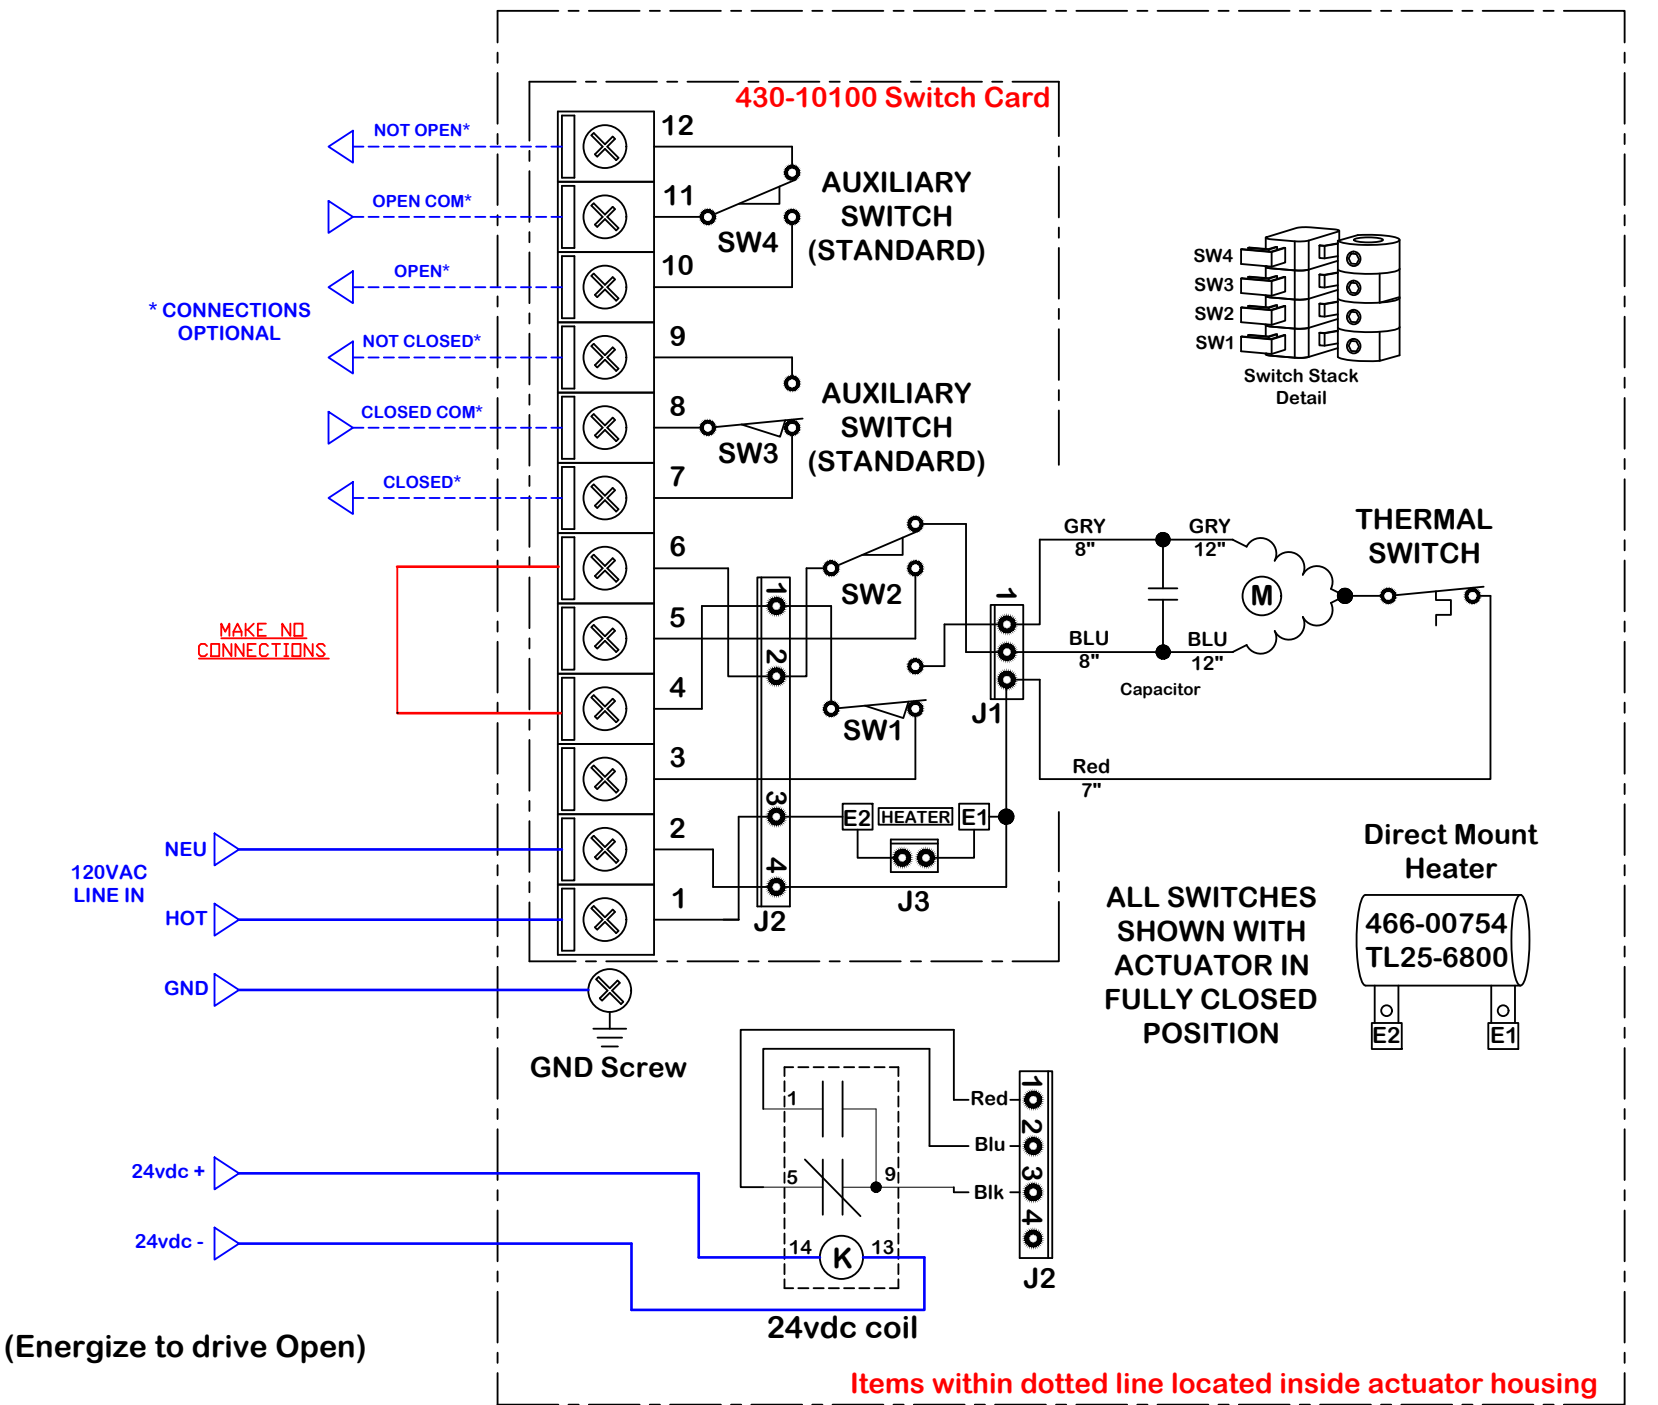 430-10100 Switch Card
NOT OPEN*
12
OPEN COM*
11
OPEN*
10
SW4
AUXILIARY
SWITCH
(STANDARD)
* CONNECTIONS
OPTIONAL
NOT CLOSED*
9
CLOSED COM*
8
CLOSED*
7
SW3
AUXILIARY
SWITCH
(STANDARD)
SW4
SW3
SW2
SW1
Switch Stack
Detail
6
5
4
3
2
1
MAKE NO
CONNECTIONS
1
2
3
4
J2
SW2
SW1
1
J1
GRY
8"
GRY
12"
BLU
8"
BLU
12"
Capacitor
M
THERMAL
SWITCH
Red
7"
E2
HEATER
E1
J3
NEU
120VAC
LINE IN
HOT
GND
GND Screw
ALL SWITCHES
SHOWN WITH
ACTUATOR IN
FULLY CLOSED
POSITION
Direct Mount
Heater
466-00754
TL25-6800
E2
E1
1
5
9
14
K
13
24vdc coil
Red
Blu
Blk
1
2
3
4
J2
24vdc +
24vdc -
(Energize to drive Open)
Items within dotted line located inside actuator housing